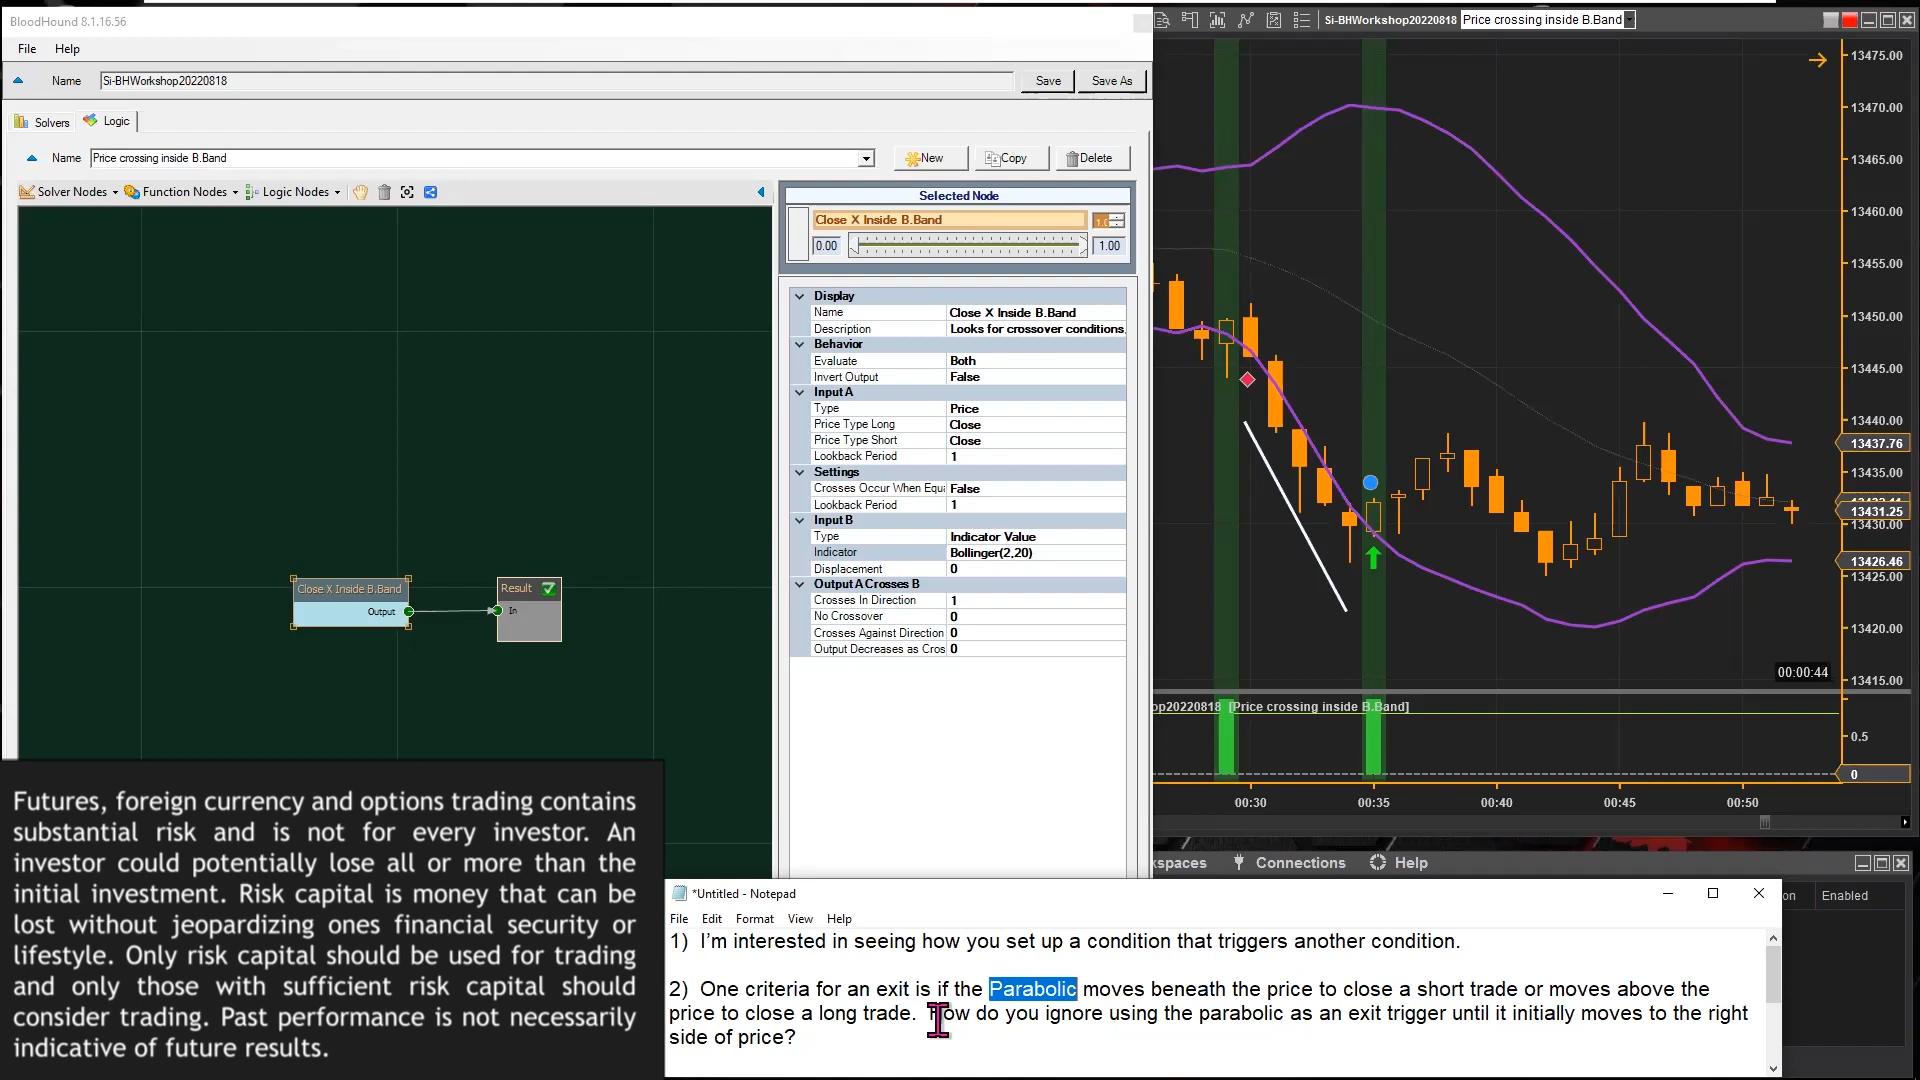 BloodHound 8.1.16.56
File Help
Name Si-BHWorkshop20220818 Save Save As
Solvers Logic
Name Price crossing inside B.Band New Copy Delete
Solver Nodes Function Nodes Logic Nodes
Close X Inside B.Band
Output
Result
In
Selected Node
Close X Inside B.Band
0.00 1.00
Display
Name Close X Inside B.Band
Description Looks for crossover conditions.
Behavior
Evaluate Both
Invert Output False
Input A
Type Price
Price Type Long Close
Price Type Short Close
Lookback Period 1
Settings
Crosses Occur When Equa False
Lookback Period 1
Input B
Type Indicator Value
Indicator Bollinger(2,20)
Displacement 0
Output A Crosses B
Crosses In Direction 1
No Crossover 0
Crosses Against Direction 0
Output Decreases as Cros 0
Si-BHWorkshop20220818 Price crossing inside B.Band
13475.00
13470.00
13465.00
13460.00
13455.00
13450.00
13445.00
13440.00
13437.76
13435.00
13431.25
13430.00
13426.46
13425.00
13420.00
13415.00
00:00:44
op20220818 [Price crossing inside B.Band]
0.5
0
00:30 00:35 00:40 00:45 00:50
kspaces Connections Help
on Enabled
Futures, foreign currency and options trading contains
substantial risk and is not for every investor. An
investor could potentially lose all or more than the
initial investment. Risk capital is money that can be
lost without jeopardizing ones financial security or
lifestyle. Only risk capital should be used for trading
and only those with sufficient risk capital should
consider trading. Past performance is not necessarily
indicative of future results.
*Untitled - Notepad
File Edit Format View Help
1) I'm interested in seeing how you set up a condition that triggers another condition.
2) One criteria for an exit is if the Parabolic moves beneath the price to close a short trade or moves above the
price to close a long trade. How do you ignore using the parabolic as an exit trigger until it initially moves to the right
side of price?